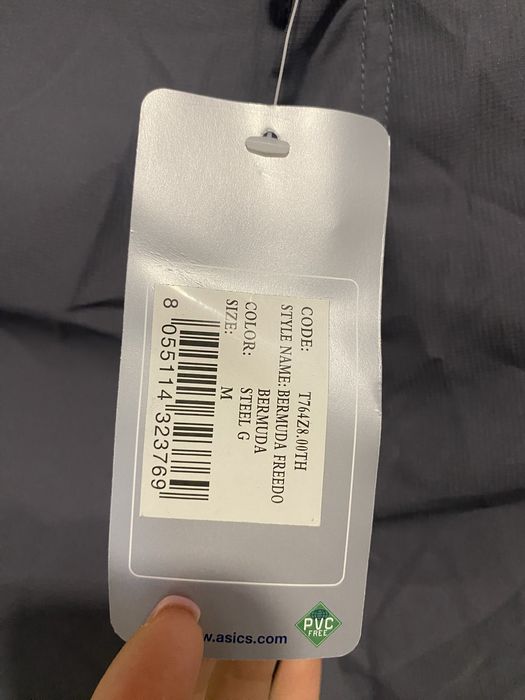 CODE: T764Z8.00TH
STYLE NAME: BERMUDA FREEDO
BERMUDA
COLOR: STEEL G
SIZE: M
8 055114 323769
w.asics.com
PVC
FREE